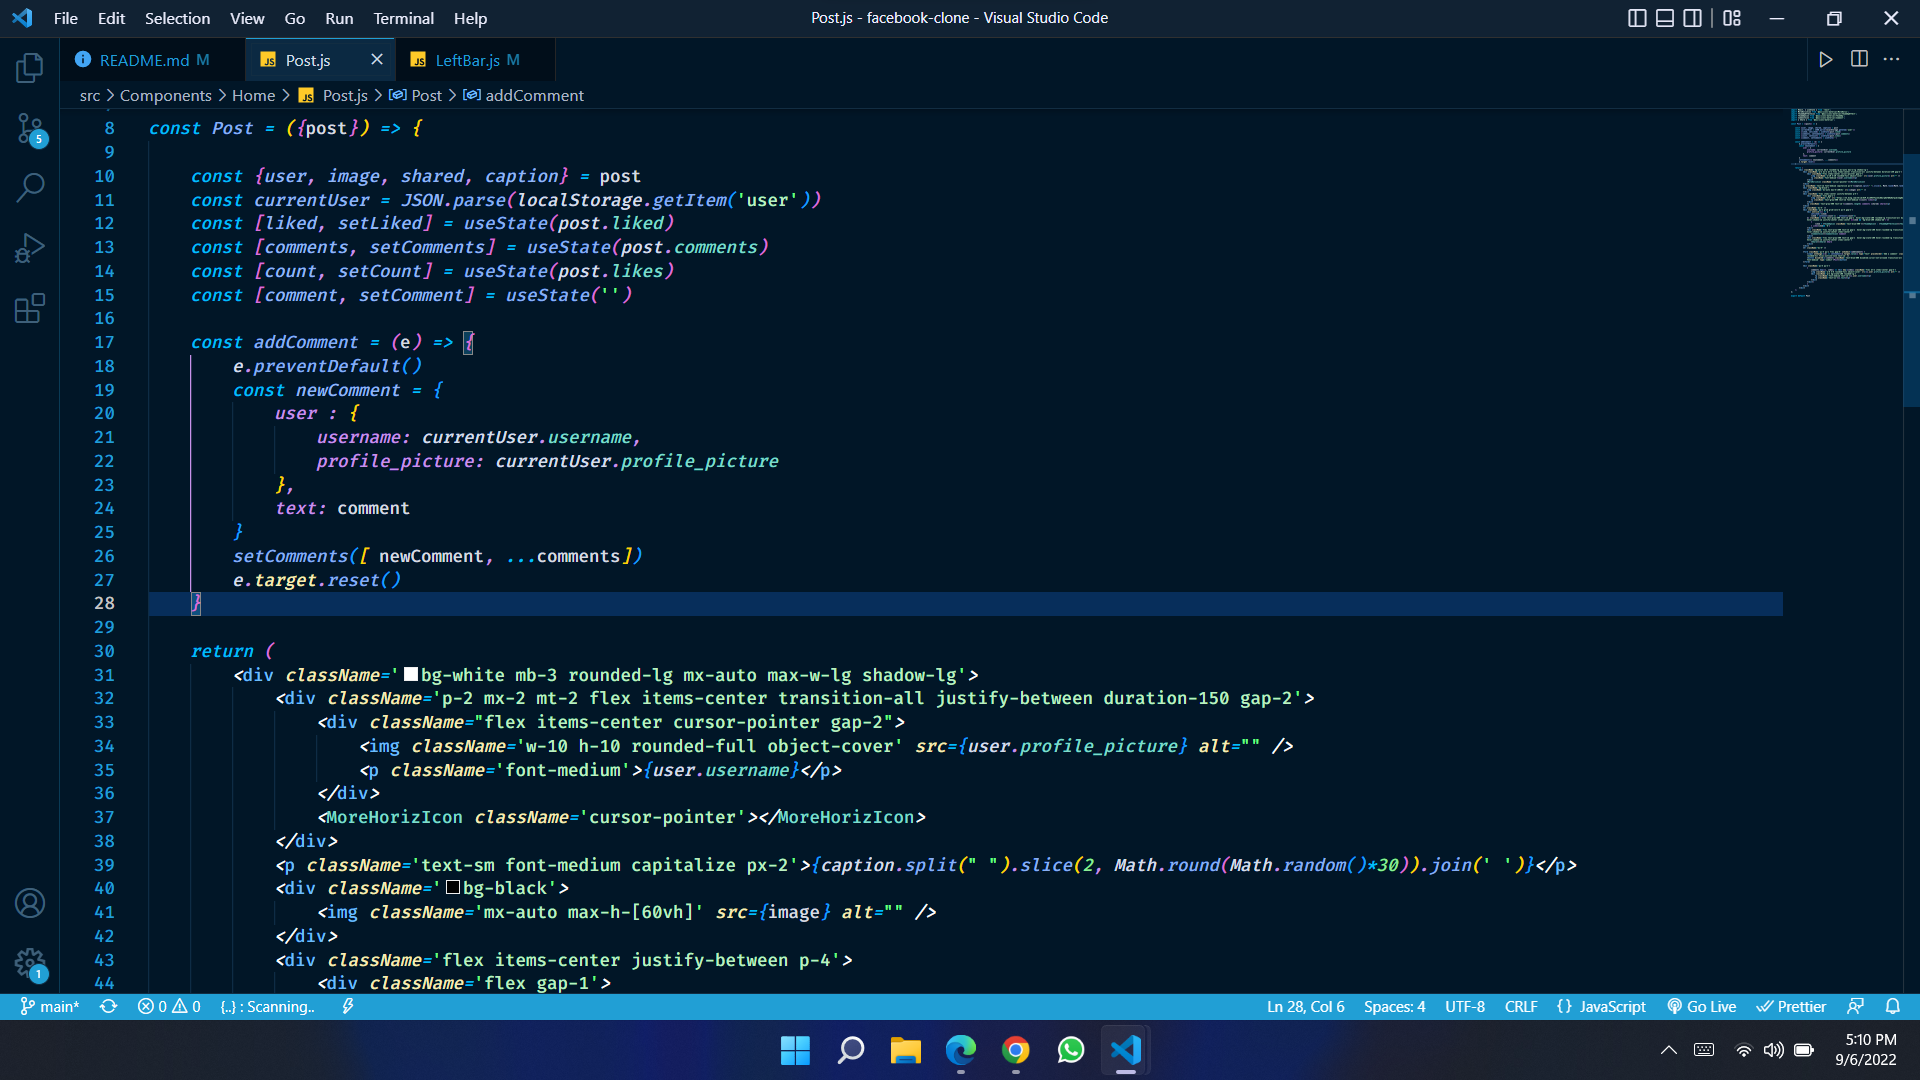 File Edit Selection View Go Run Terminal Help
Post.js - facebook-clone - Visual Studio Code
README.md M
JS Post.js
JS LeftBar.js M
src > Components > Home > JS Post.js > Post > addComment
8 const Post = ({post}) => {
9
10 const {user, image, shared, caption} = post
11 const currentUser = JSON.parse(localStorage.getItem('user'))
12 const [liked, setLiked] = useState(post.liked)
13 const [comments, setComments] = useState(post.comments)
14 const [count, setCount] = useState(post.likes)
15 const [comment, setComment] = useState('')
16
17 const addComment = (e) => {
18 e.preventDefault()
19 const newComment = {
20 user : {
21 username: currentUser.username,
22 profile_picture: currentUser.profile_picture
23 },
24 text: comment
25 }
26 setComments([ newComment, ...comments])
27 e.target.reset()
28 }
29
30 return (
31 <div className='bg-white mb-3 rounded-lg mx-auto max-w-lg shadow-lg'>
32 <div className='p-2 mx-2 mt-2 flex items-center transition-all justify-between duration-150 gap-2'>
33 <div className="flex items-center cursor-pointer gap-2">
34 <img className='w-10 h-10 rounded-full object-cover' src={user.profile_picture} alt="" />
35 <p className='font-medium'>{user.username}</p>
36 </div>
37 <MoreHorizIcon className='cursor-pointer'></MoreHorizIcon>
38 </div>
39 <p className='text-sm font-medium capitalize px-2'>{caption.split(" ").slice(2, Math.round(Math.random()*30)).join(' ')}</p>
40 <div className='bg-black'>
41 <img className='mx-auto max-h-[60vh]' src={image} alt="" />
42 </div>
43 <div className='flex items-center justify-between p-4'>
44 <div className='flex gap-1'>
5
1
main* 0 0 {..} : Scanning..
Ln 28, Col 6 Spaces: 4 UTF-8 CRLF {} JavaScript Go Live Prettier
5:10 PM
9/6/2022